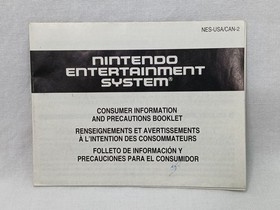 NES-USA/CAN-2
NINTENDO
ENTERTAINMENT
SYSTEM®
CONSUMER INFORMATION
AND PRECAUTIONS BOOKLET
RENSEIGNEMENTS ET AVERTISSEMENTS
À L'INTENTION DES CONSOMMATEURS
FOLLETO DE INFORMACIÓN Y
PRECAUCIONES PARA EL CONSUMIDOR